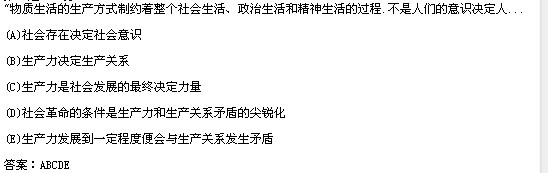 “物质生活的生产方式制约着整个社会生活、政治生活和精神生活的过程.不是人们的意识决定人...
(A)社会存在决定社会意识
(B)生产力决定生产关系
(C)生产力是社会发展的最终决定力量
(D)社会革命的条件是生产力和生产关系矛盾的尖锐化
(E)生产力发展到一定程度便会与生产关系发生矛盾
答案：ABCDE